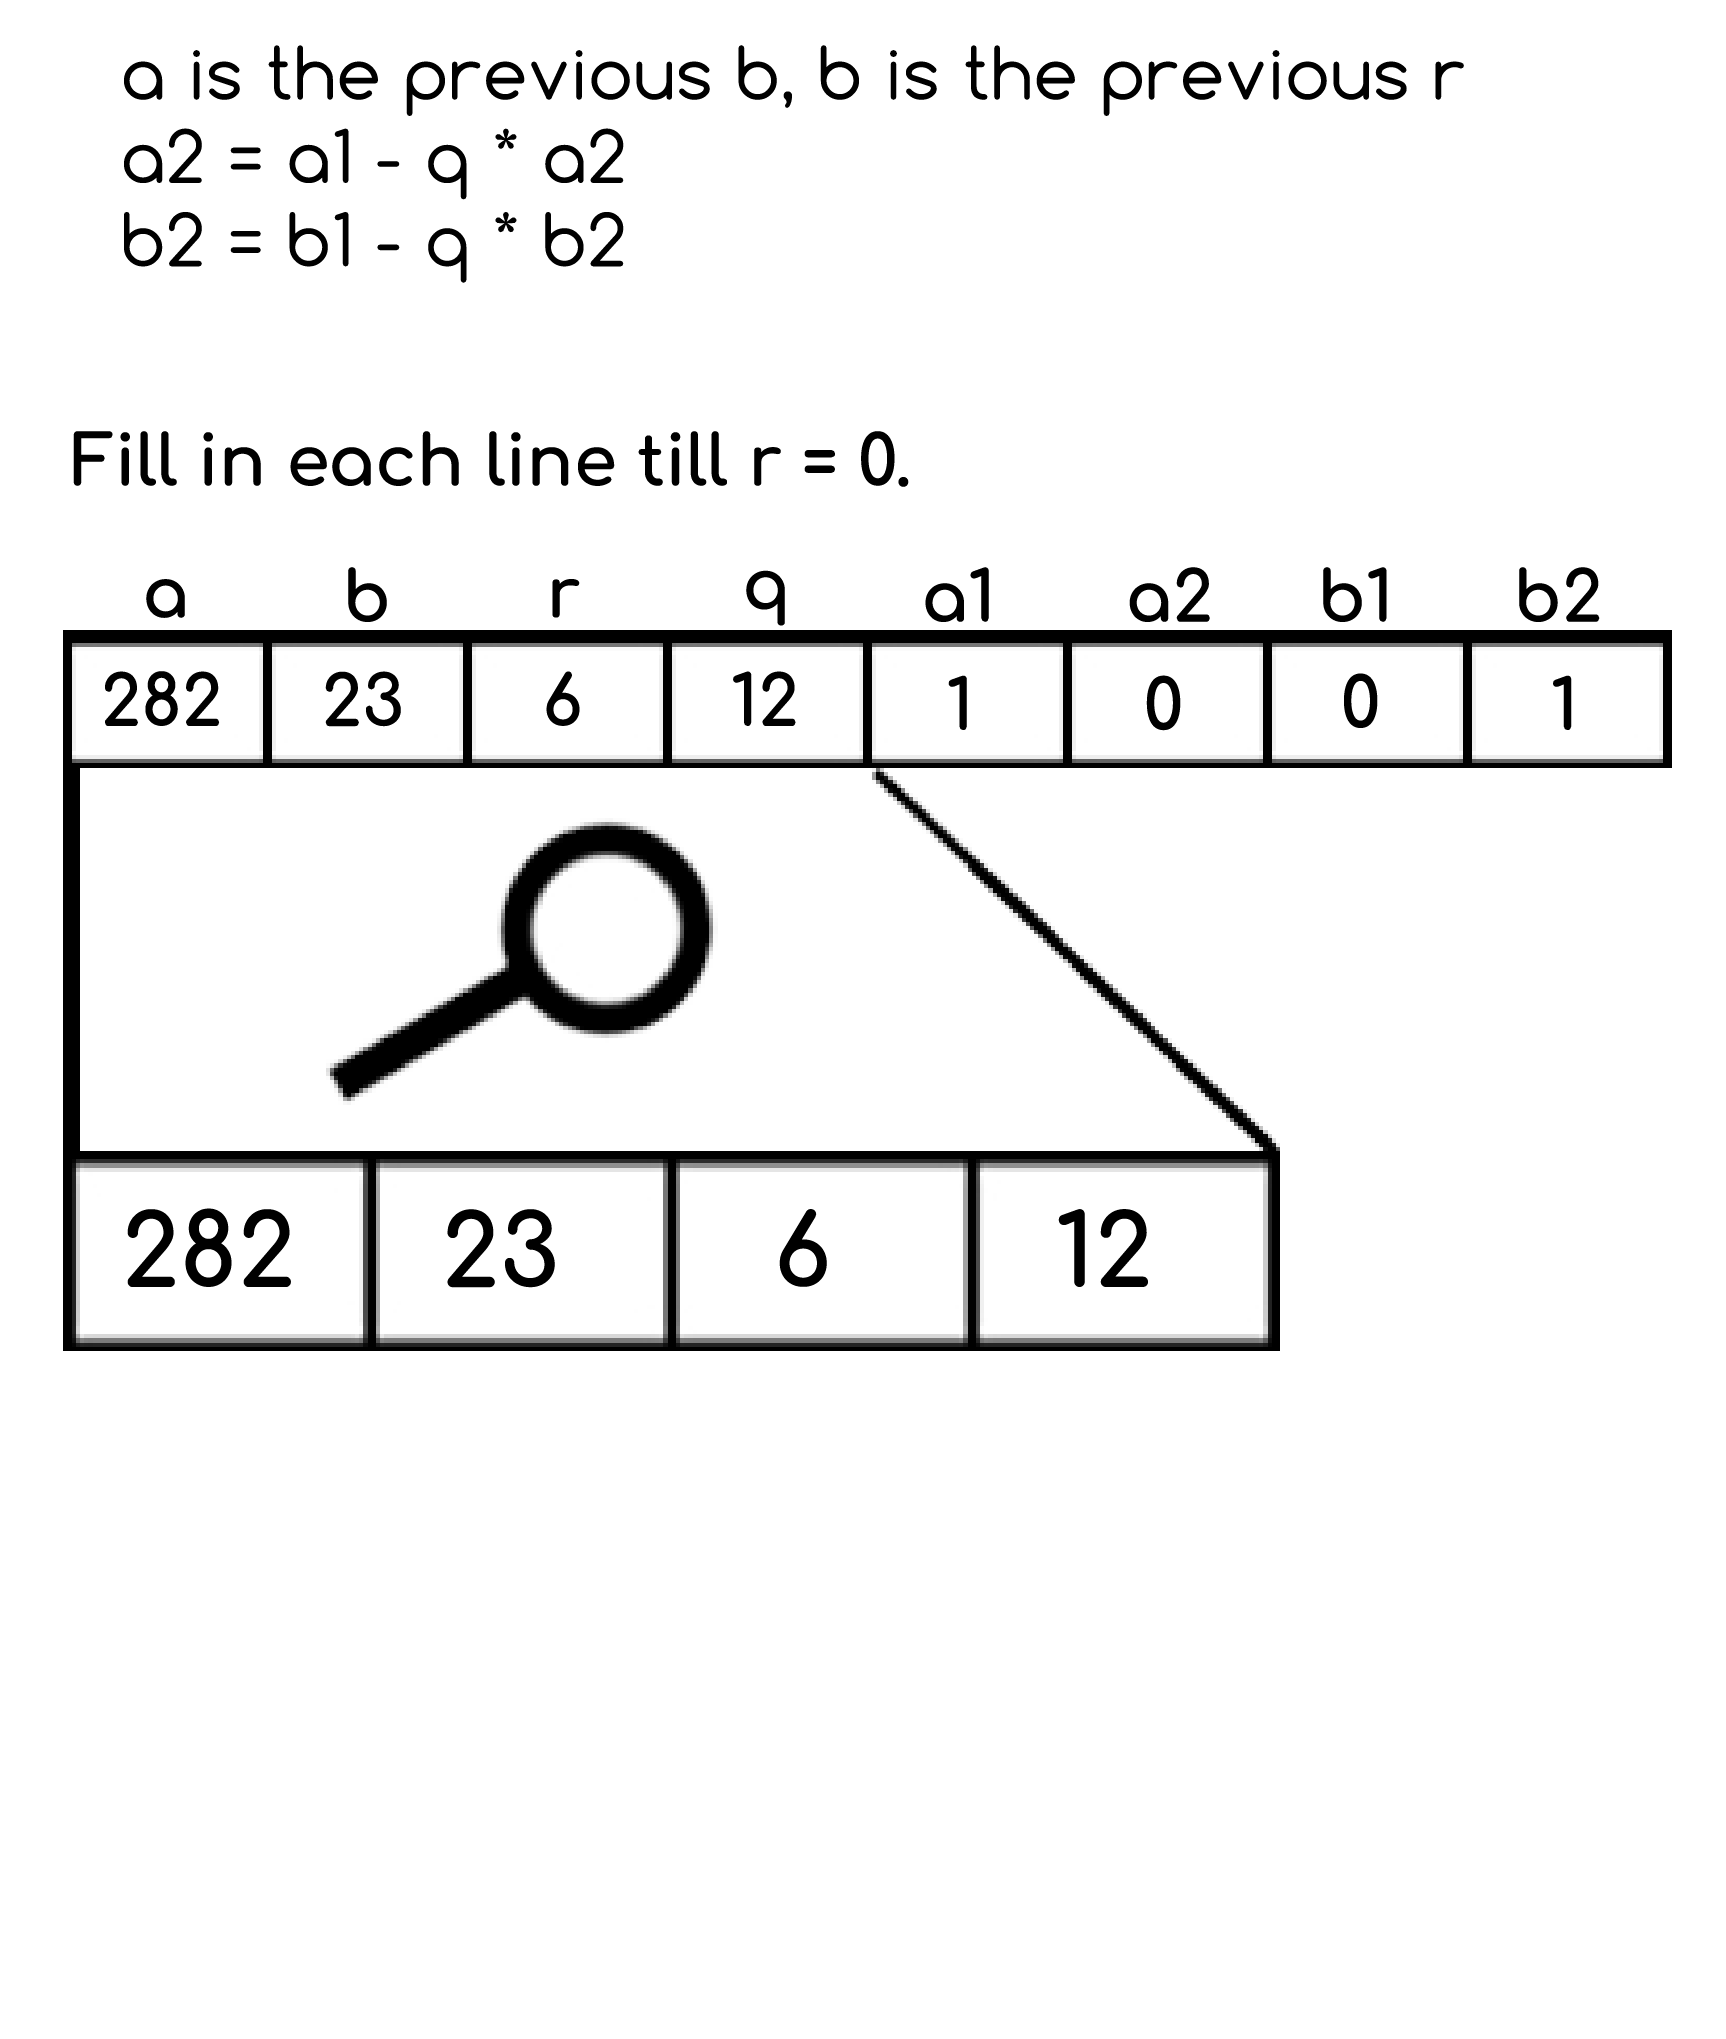 a is the previous b, b is the previous r
a2 = a1 - q * a2
b2 = b1 - q * b2
Fill in each line till r = 0.
a b r q a1 a2 b1 b2
282 23 6 12 1 0 0 1
282 23 6 12